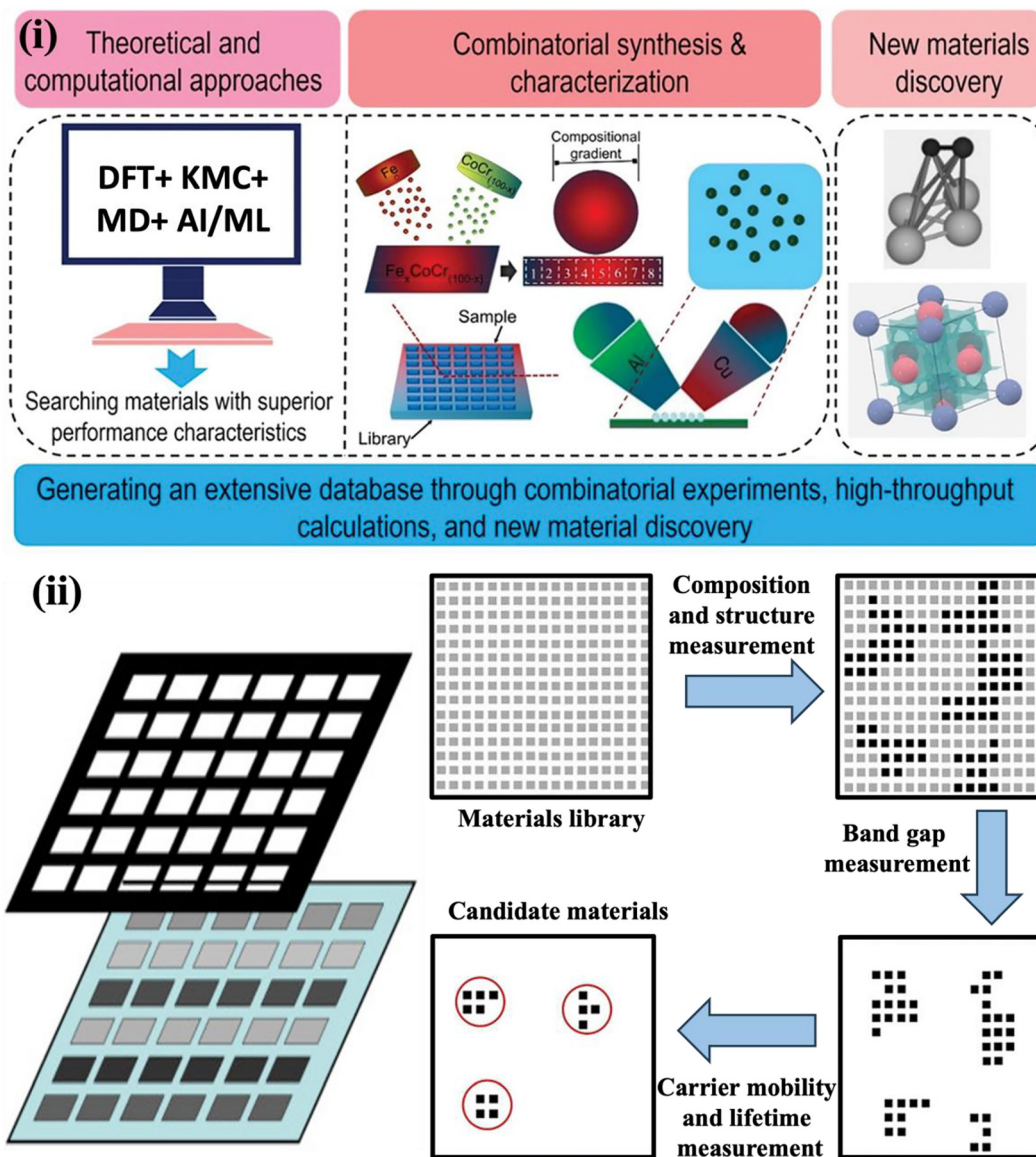 (i)
Theoretical and
computational approaches
Combinatorial synthesis &
characterization
New materials
discovery
DFT+ KMC+
MD+ AI/ML
Searching materials with superior
performance characteristics
Fe
CoCr(100-x)
Compositional
gradient
FexCoCr(100-x)
1 2 3 4 5 6 7 8
Sample
Library
Al
Cu
Generating an extensive database through combinatorial experiments, high-throughput
calculations, and new material discovery
(ii)
Materials library
Composition
and structure
measurement
Band gap
measurement
Candidate materials
Carrier mobility
and lifetime
measurement